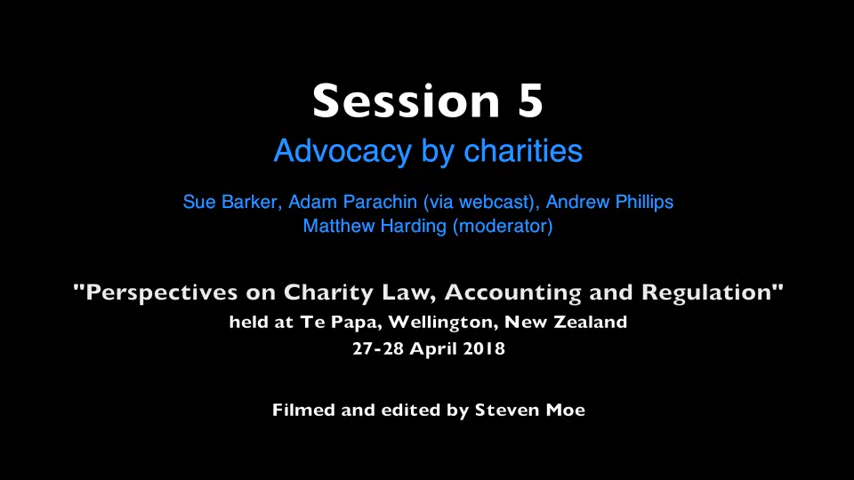 Session 5
Advocacy by charities
Sue Barker, Adam Parachin (via webcast), Andrew Phillips
Matthew Harding (moderator)
"Perspectives on Charity Law, Accounting and Regulation"
held at Te Papa, Wellington, New Zealand
27-28 April 2018
Filmed and edited by Steven Moe